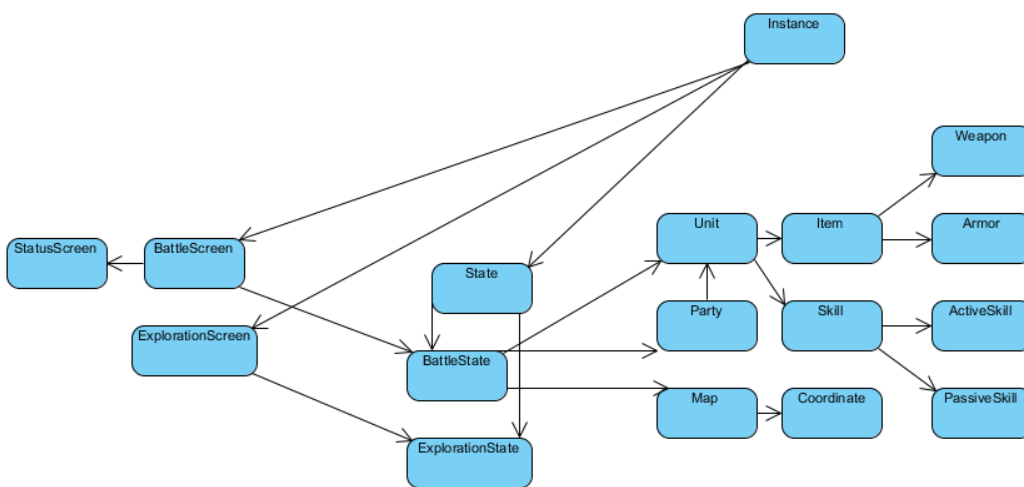 Instance
Weapon
Unit
Item
Armor
StatusScreen
BattleScreen
State
Party
Skill
ActiveSkill
ExplorationScreen
BattleState
Map
Coordinate
PassiveSkill
ExplorationState